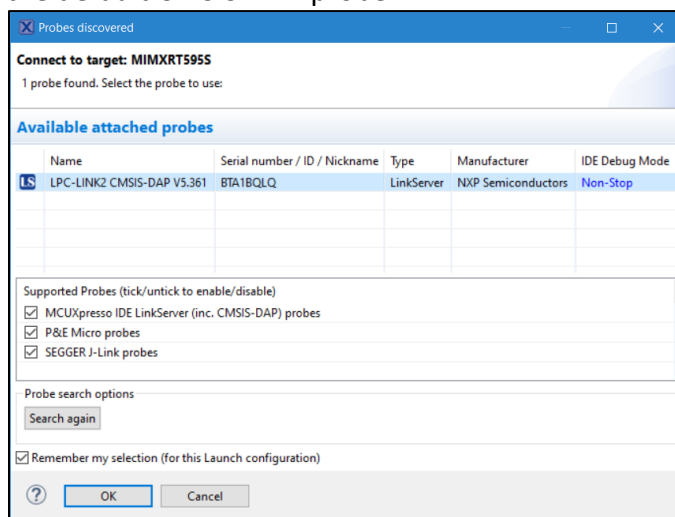 Probes discovered
Connect to target: MIMXRT595S
1 probe found. Select the probe to use:
Available attached probes
Name Serial number / ID / Nickname Type Manufacturer IDE Debug Mode
LS LPC-LINK2 CMSIS-DAP V5.361 BTA1BQLQ LinkServer NXP Semiconductors Non-Stop
Supported Probes (tick/untick to enable/disable)
MCUXpresso IDE LinkServer (inc. CMSIS-DAP) probes
P&E Micro probes
SEGGER J-Link probes
Probe search options
Search again
Remember my selection (for this Launch configuration)
? OK Cancel